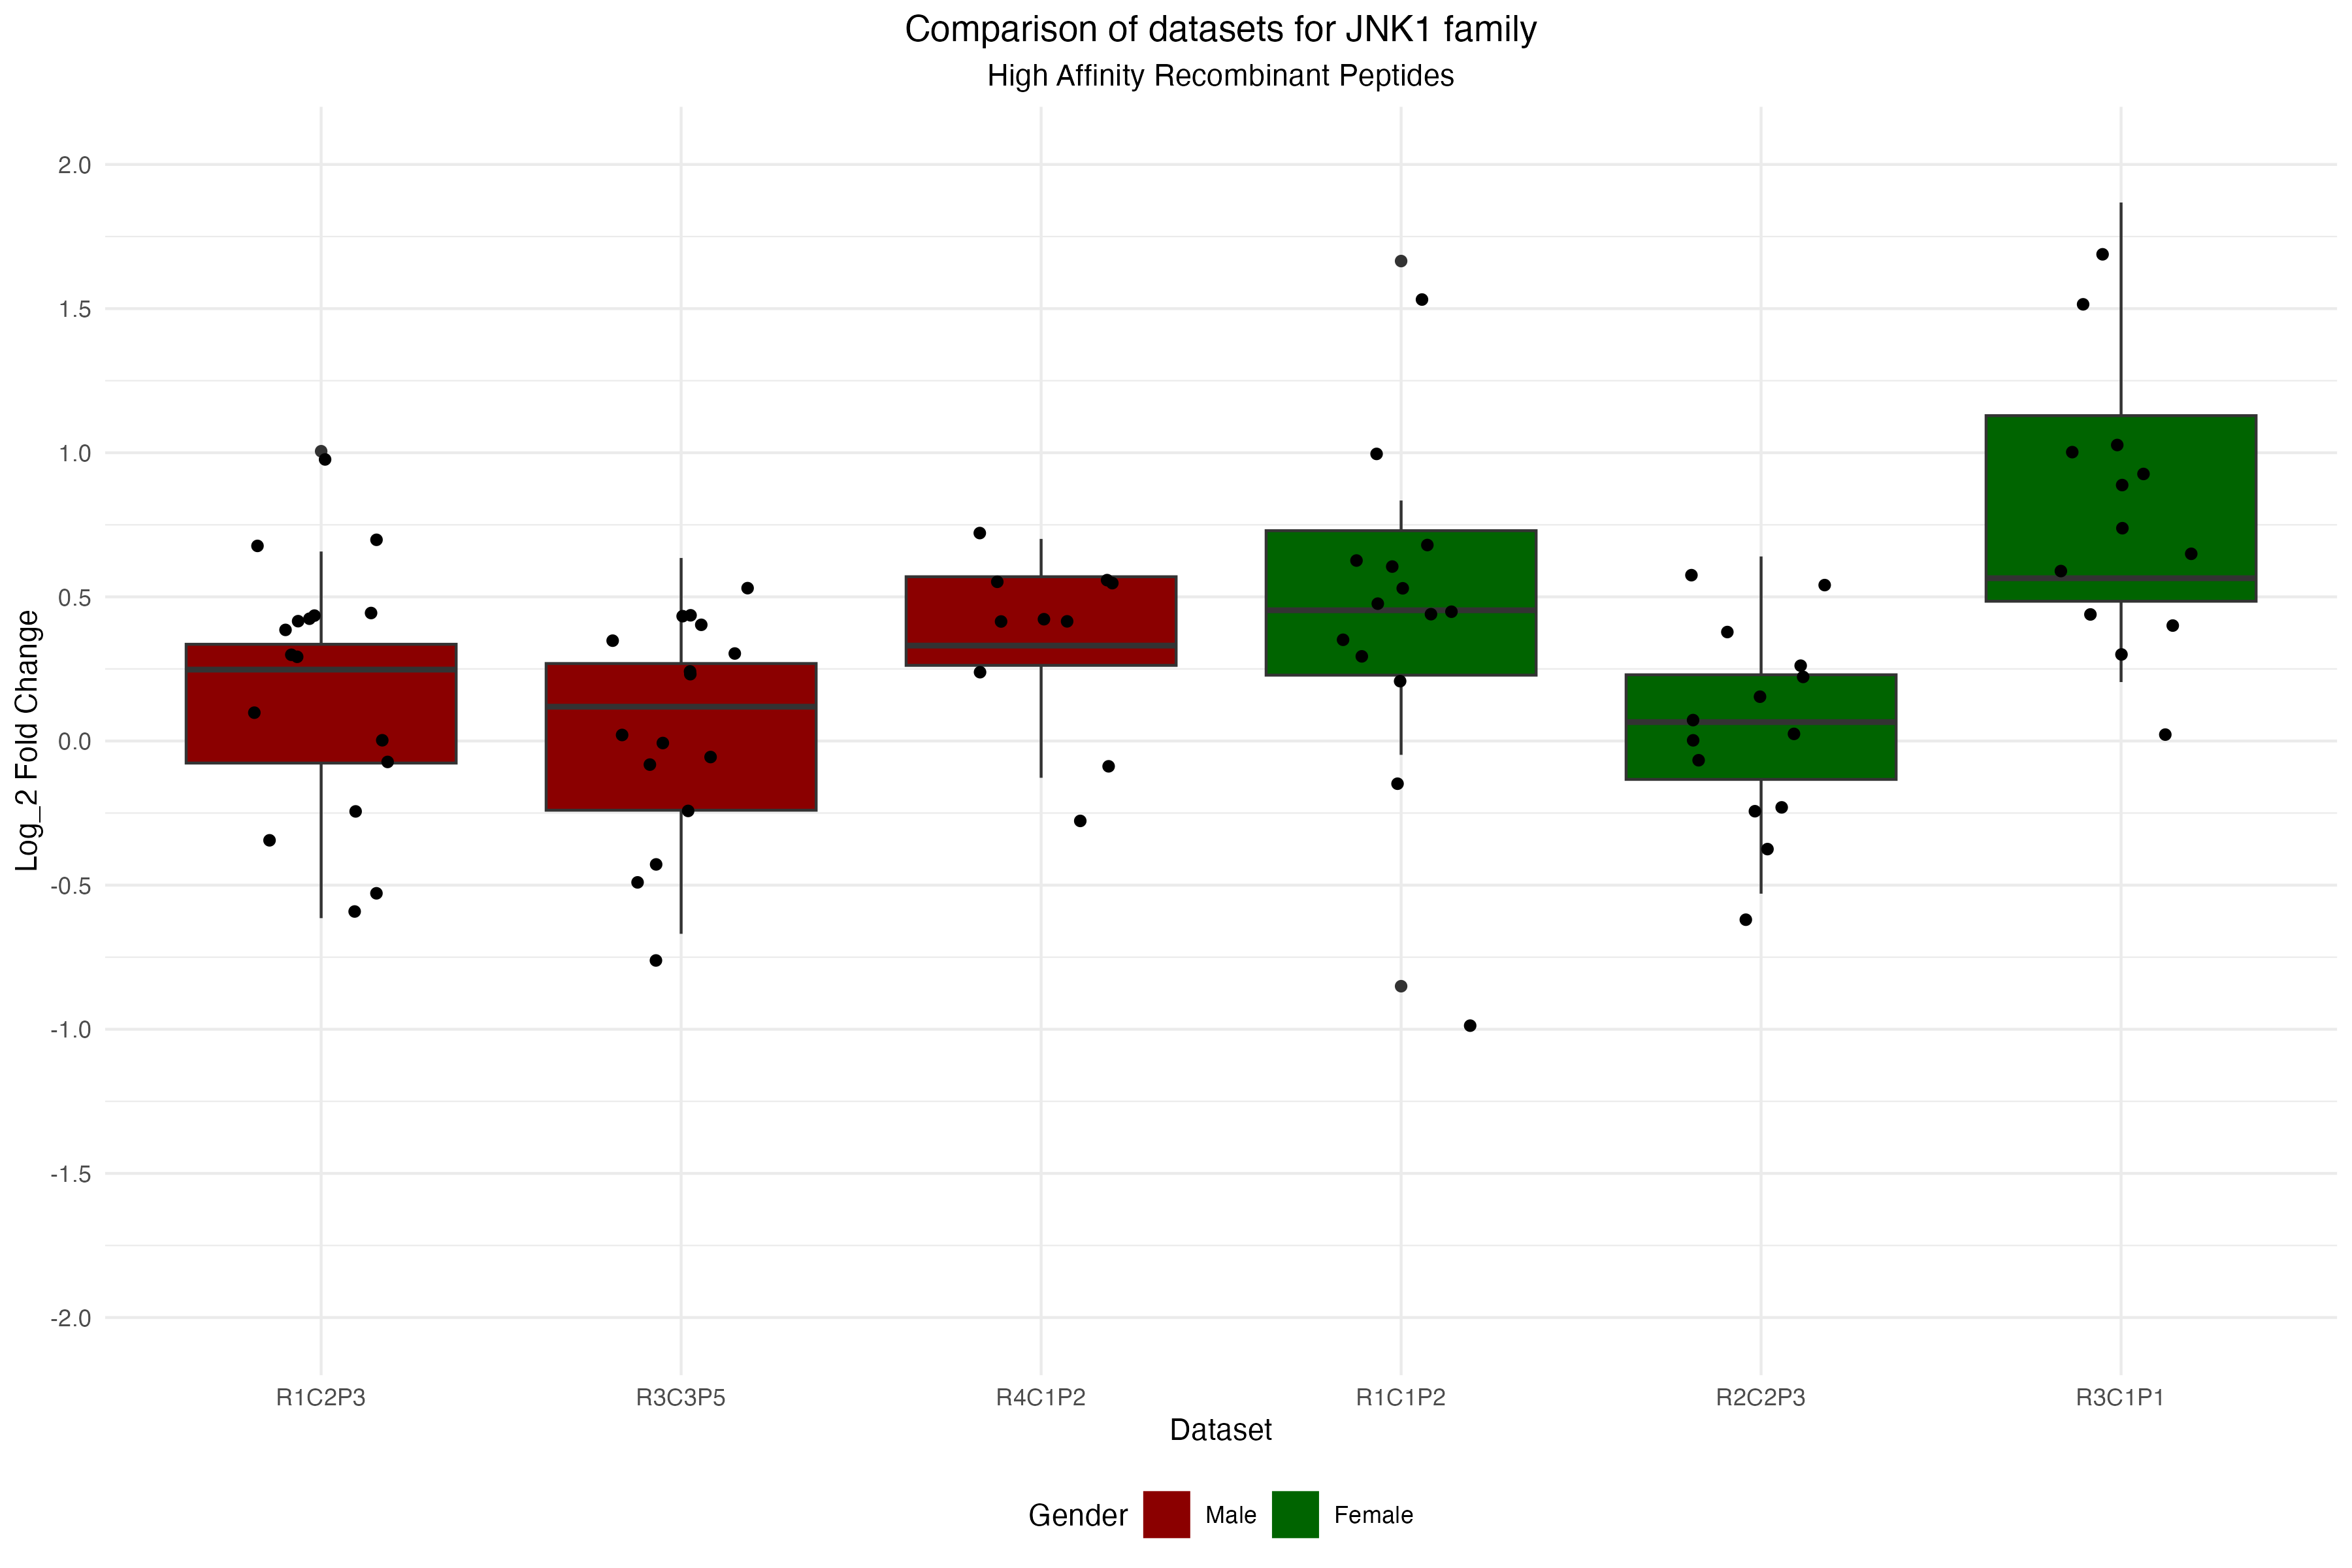 Comparison of datasets for JNK1 family
High Affinity Recombinant Peptides
Log_2 Fold Change
2.0
1.5
1.0
0.5
0.0
-0.5
-1.0
-1.5
-2.0
R1C2P3 R3C3P5 R4C1P2 R1C1P2 R2C2P3 R3C1P1
Dataset
Gender Male Female